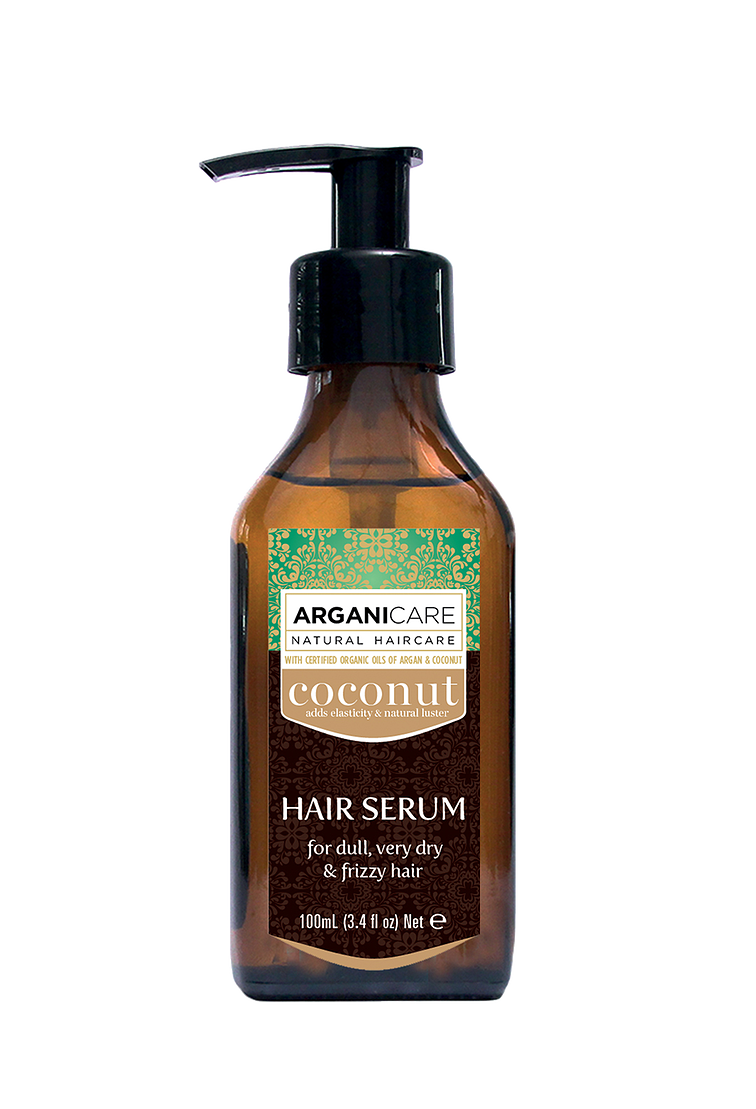 ARGANICARE
NATURAL HAIRCARE
WITH CERTIFIED ORGANIC OILS OF ARGAN & COCONUT
coconut
adds elasticity & natural luster
HAIR SERUM
for dull, very dry
& frizzy hair
100mL (3.4 fl oz) Net ℮